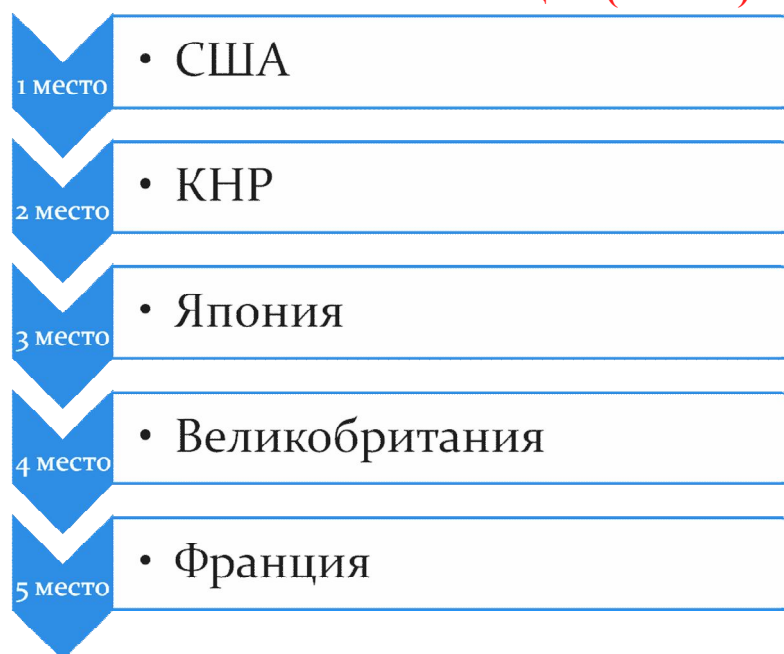 1 место
• США
2 место
• КНР
3 место
• Япония
4 место
• Великобритания
5 место
• Франция